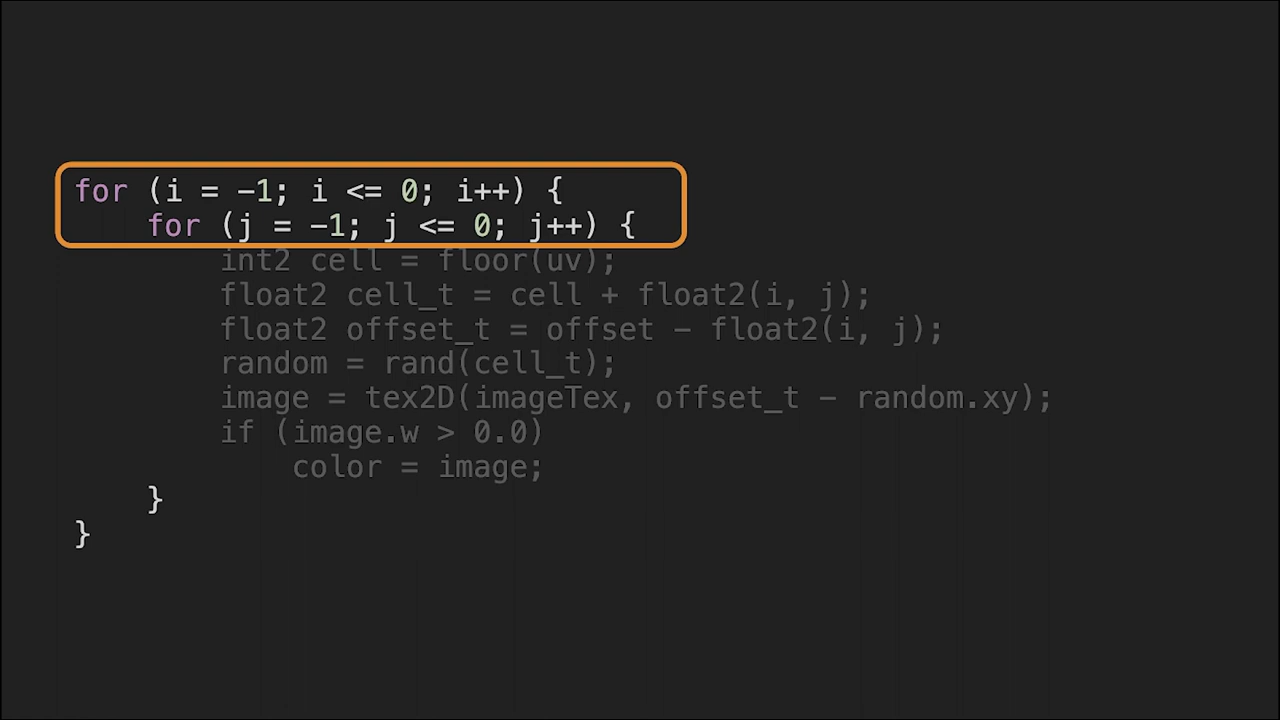 for (i = -1; i <= 0; i++) {
    for (j = -1; j <= 0; j++) {
        int2 cell = floor(uv);
        float2 cell_t = cell + float2(i, j);
        float2 offset_t = offset - float2(i, j);
        random = rand(cell_t);
        image = tex2D(imageTex, offset_t - random.xy);
        if (image.w > 0.0)
            color = image;
    }
}